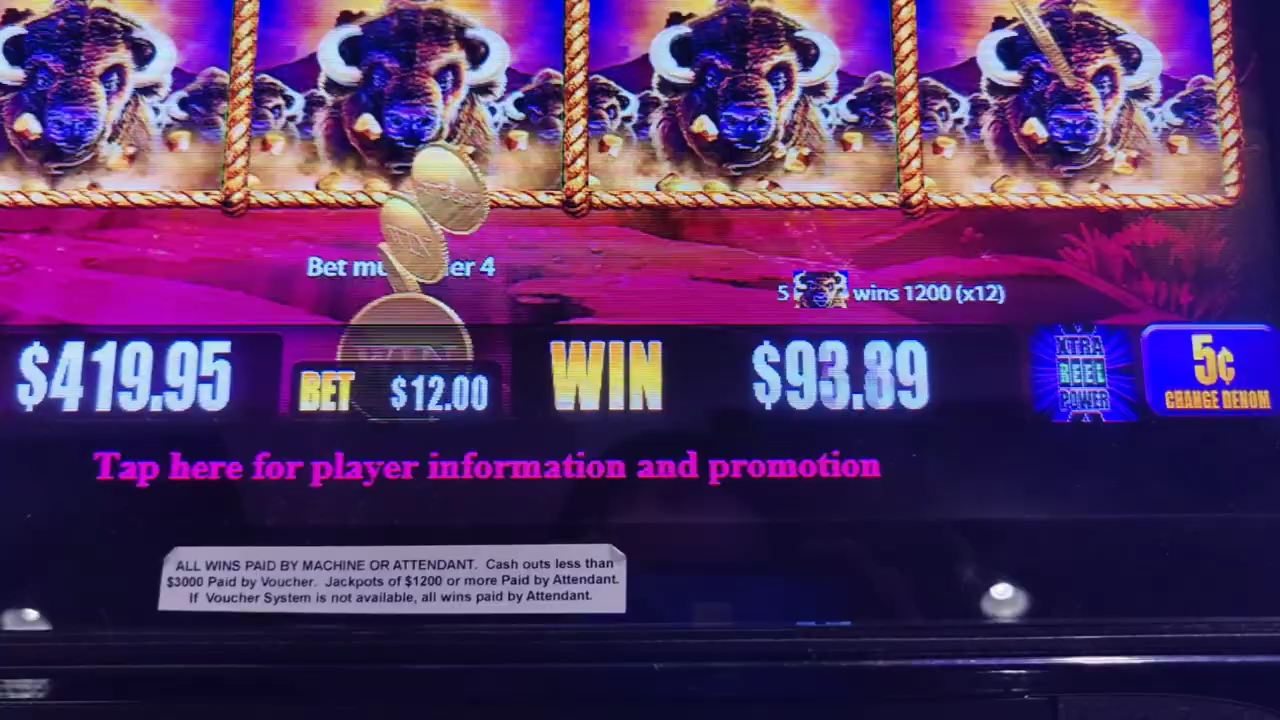 Bet mu er 4
5 wins 1200 (x12)
$419.95
BET $12.00
WIN
$93.89
XTRA
REEL
POWER
5¢
CHANGE DENOM
Tap here for player information and promotion
ALL WINS PAID BY MACHINE OR ATTENDANT. Cash outs less than
$3000 Paid by Voucher. Jackpots of $1200 or more Paid by Attendant.
If Voucher System is not available, all wins paid by Attendant.